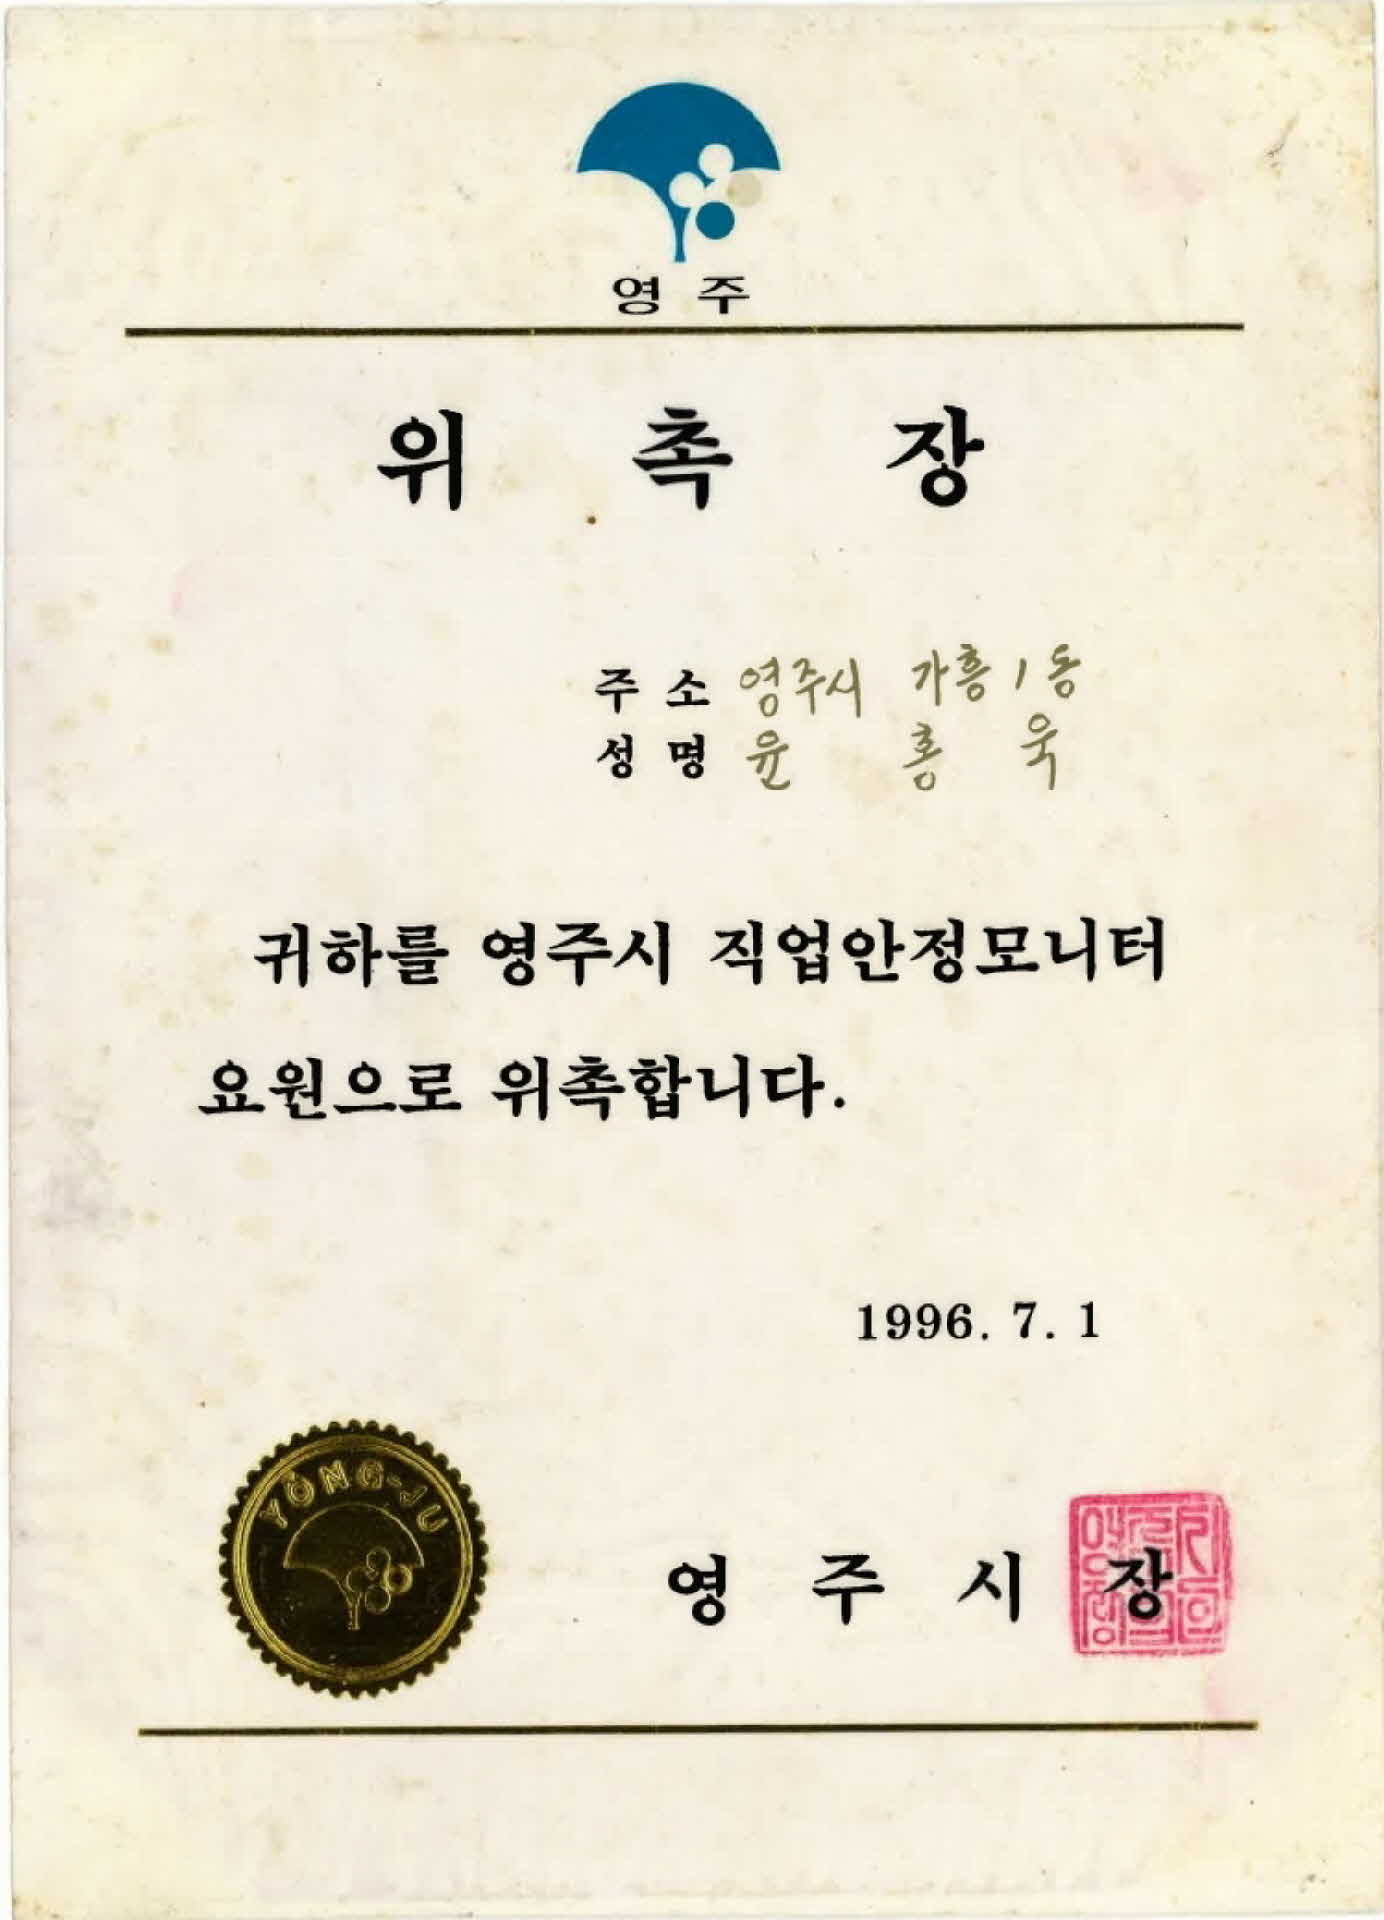 영 주
위 촉 장
주 소 영주시 가흥1동
성 명 윤 홍 욱
귀하를 영주시 직업안정모니터
요원으로 위촉합니다.
1996. 7. 1
YŎNG-JU
영 주 시 장